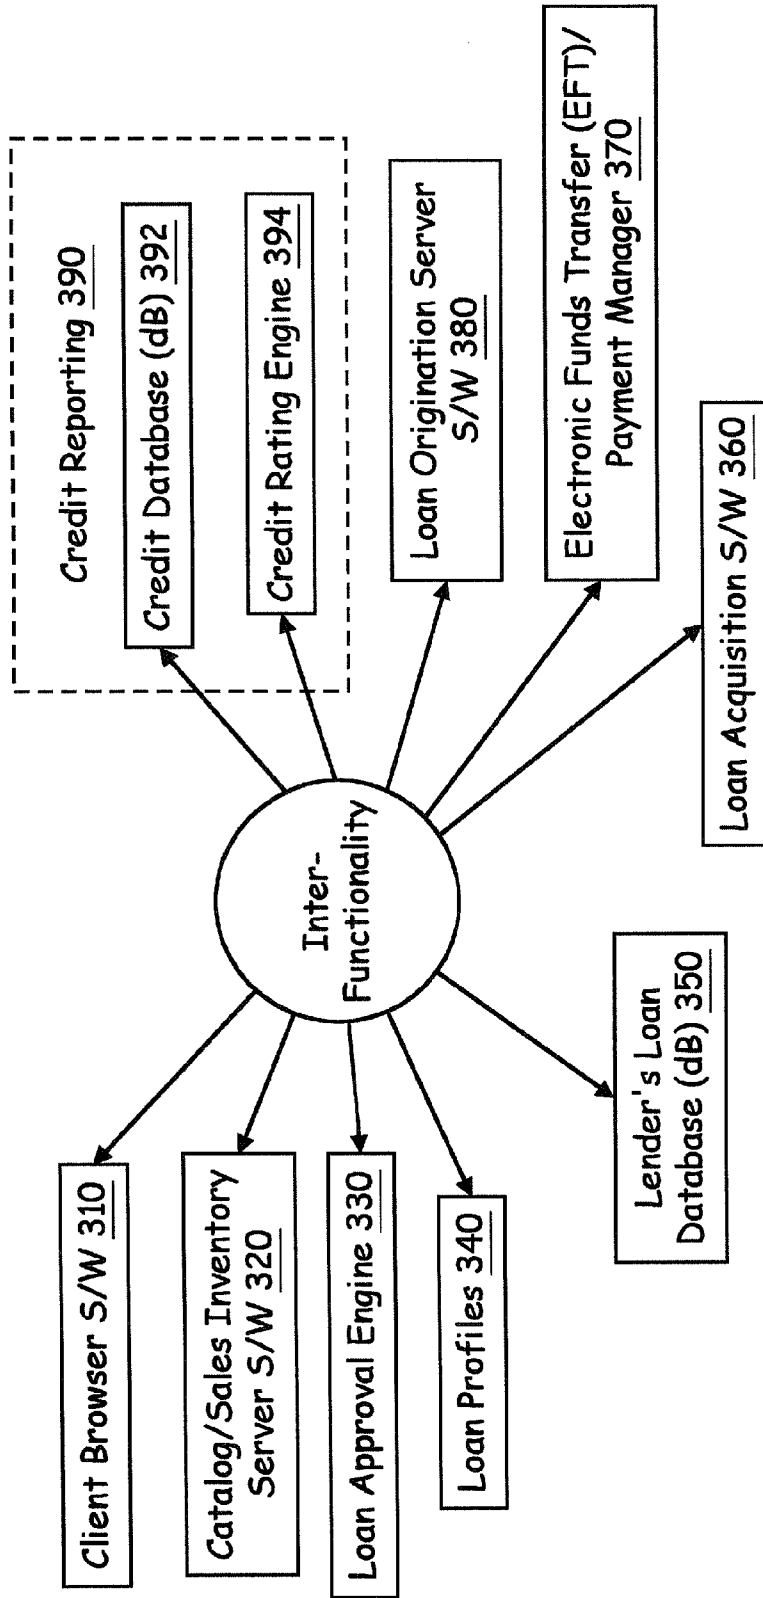 Client Browser S/W 310
Catalog/Sales Inventory
Server S/W 320
Loan Approval Engine 330
Loan Profiles 340
Lender's Loan
Database (dB) 350
Inter-
Functionality
Credit Reporting 390
Credit Database (dB) 392
Credit Rating Engine 394
Loan Origination Server
S/W 380
Electronic Funds Transfer (EFT)/
Payment Manager 370
Loan Acquisition S/W 360